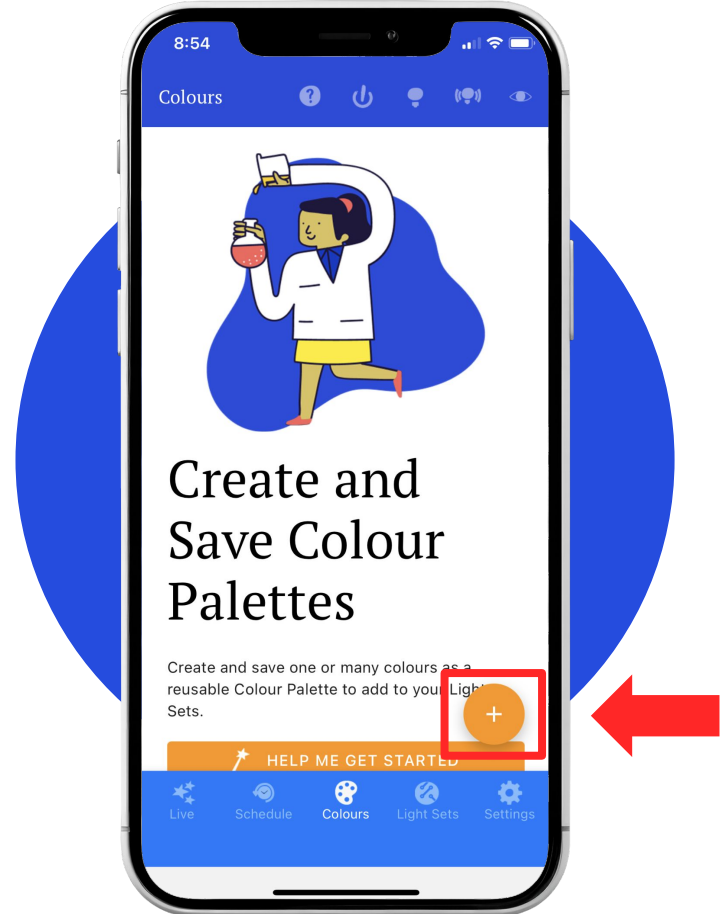 8:54
Colours
Create and
Save Colour
Palettes
Create and save one or many colours as a
reusable Colour Palette to add to your Light
Sets.
HELP ME GET STARTED
Live Schedule Colours Light Sets Settings